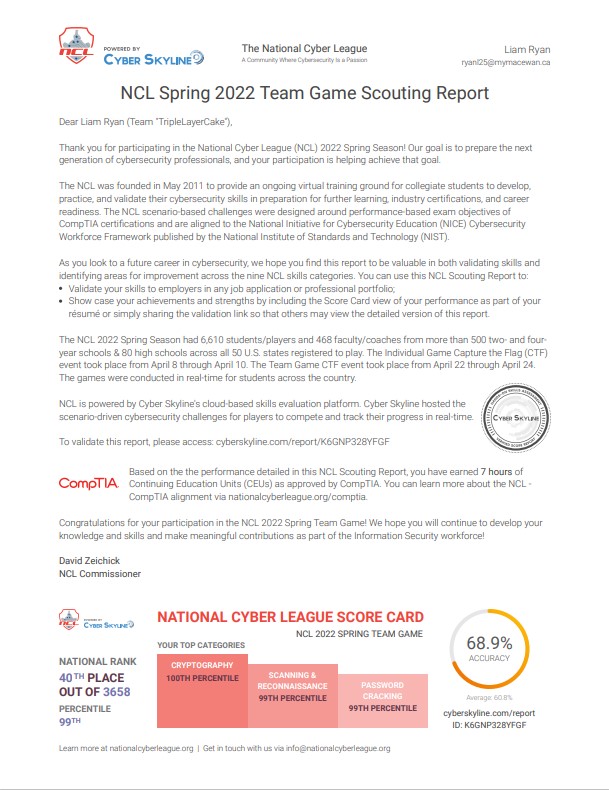 NCL
POWERED BY
CYBER SKYLINE
The National Cyber League
A Community Where Cybersecurity Is a Passion
Liam Ryan
ryanl25@mymacewan.ca
NCL Spring 2022 Team Game Scouting Report
Dear Liam Ryan (Team "TripleLayerCake"),
Thank you for participating in the National Cyber League (NCL) 2022 Spring Season! Our goal is to prepare the next
generation of cybersecurity professionals, and your participation is helping achieve that goal.
The NCL was founded in May 2011 to provide an ongoing virtual training ground for collegiate students to develop,
practice, and validate their cybersecurity skills in preparation for further learning, industry certifications, and career
readiness. The NCL scenario-based challenges were designed around performance-based exam objectives of
CompTIA certifications and are aligned to the National Initiative for Cybersecurity Education (NICE) Cybersecurity
Workforce Framework published by the National Institute of Standards and Technology (NIST).
As you look to a future career in cybersecurity, we hope you find this report to be valuable in both validating skills and
identifying areas for improvement across the nine NCL skills categories. You can use this NCL Scouting Report to:
• Validate your skills to employers in any job application or professional portfolio;
• Show case your achievements and strengths by including the Score Card view of your performance as part of your
résumé or simply sharing the validation link so that others may view the detailed version of this report.
The NCL 2022 Spring Season had 6,610 students/players and 468 faculty/coaches from more than 500 two- and four-
year schools & 80 high schools across all 50 U.S. states registered to play. The Individual Game Capture the Flag (CTF)
event took place from April 8 through April 10. The Team Game CTF event took place from April 22 through April 24.
The games were conducted in real-time for students across the country.
NCL is powered by Cyber Skyline's cloud-based skills evaluation platform. Cyber Skyline hosted the
scenario-driven cybersecurity challenges for players to compete and track their progress in real-time.
CYBER SKYLINE
To validate this report, please access: cyberskyline.com/report/K6GNP328YFGF
CompTIA.
Based on the the performance detailed in this NCL Scouting Report, you have earned 7 hours of
Continuing Education Units (CEUs) as approved by CompTIA. You can learn more about the NCL -
CompTIA alignment via nationalcyberleague.org/comptia.
Congratulations for your participation in the NCL 2022 Spring Team Game! We hope you will continue to develop your
knowledge and skills and make meaningful contributions as part of the Information Security workforce!
David Zeichick
NCL Commissioner
NCL
POWERED BY
CYBER SKYLINE
NATIONAL CYBER LEAGUE SCORE CARD
NCL 2022 SPRING TEAM GAME
NATIONAL RANK
40TH PLACE
OUT OF 3658
PERCENTILE
99TH
YOUR TOP CATEGORIES
CRYPTOGRAPHY
100TH PERCENTILE
SCANNING &
RECONNAISSANCE
99TH PERCENTILE
PASSWORD
CRACKING
99TH PERCENTILE
68.9%
ACCURACY
Average: 60.8%
cyberskyline.com/report
ID: K6GNP328YFGF
Learn more at nationalcyberleague.org | Get in touch with us via info@nationalcyberleague.org